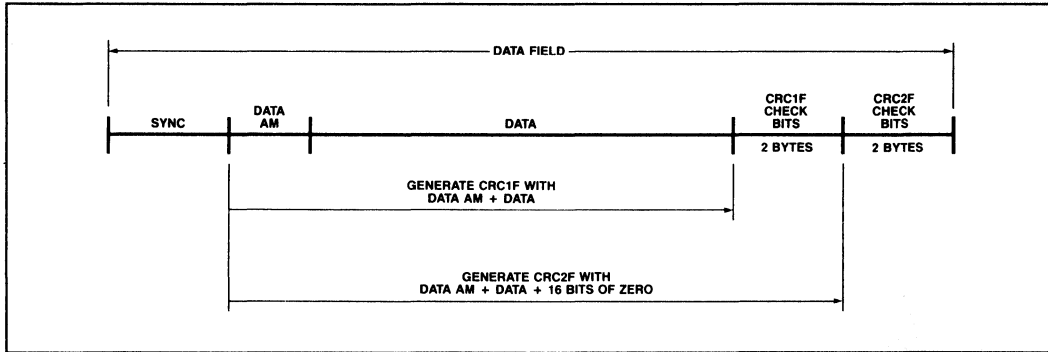 DATA FIELD
SYNC
DATA
AM
DATA
CRC1F
CHECK
BITS
2 BYTES
CRC2F
CHECK
BITS
2 BYTES
GENERATE CRC1F WITH
DATA AM + DATA
GENERATE CRC2F WITH
DATA AM + DATA + 16 BITS OF ZERO